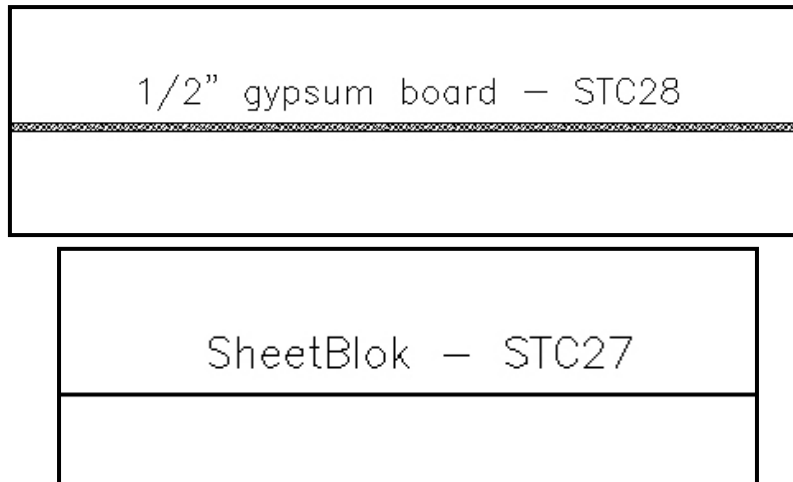 1/2” gypsum board – STC28
SheetBlok – STC27